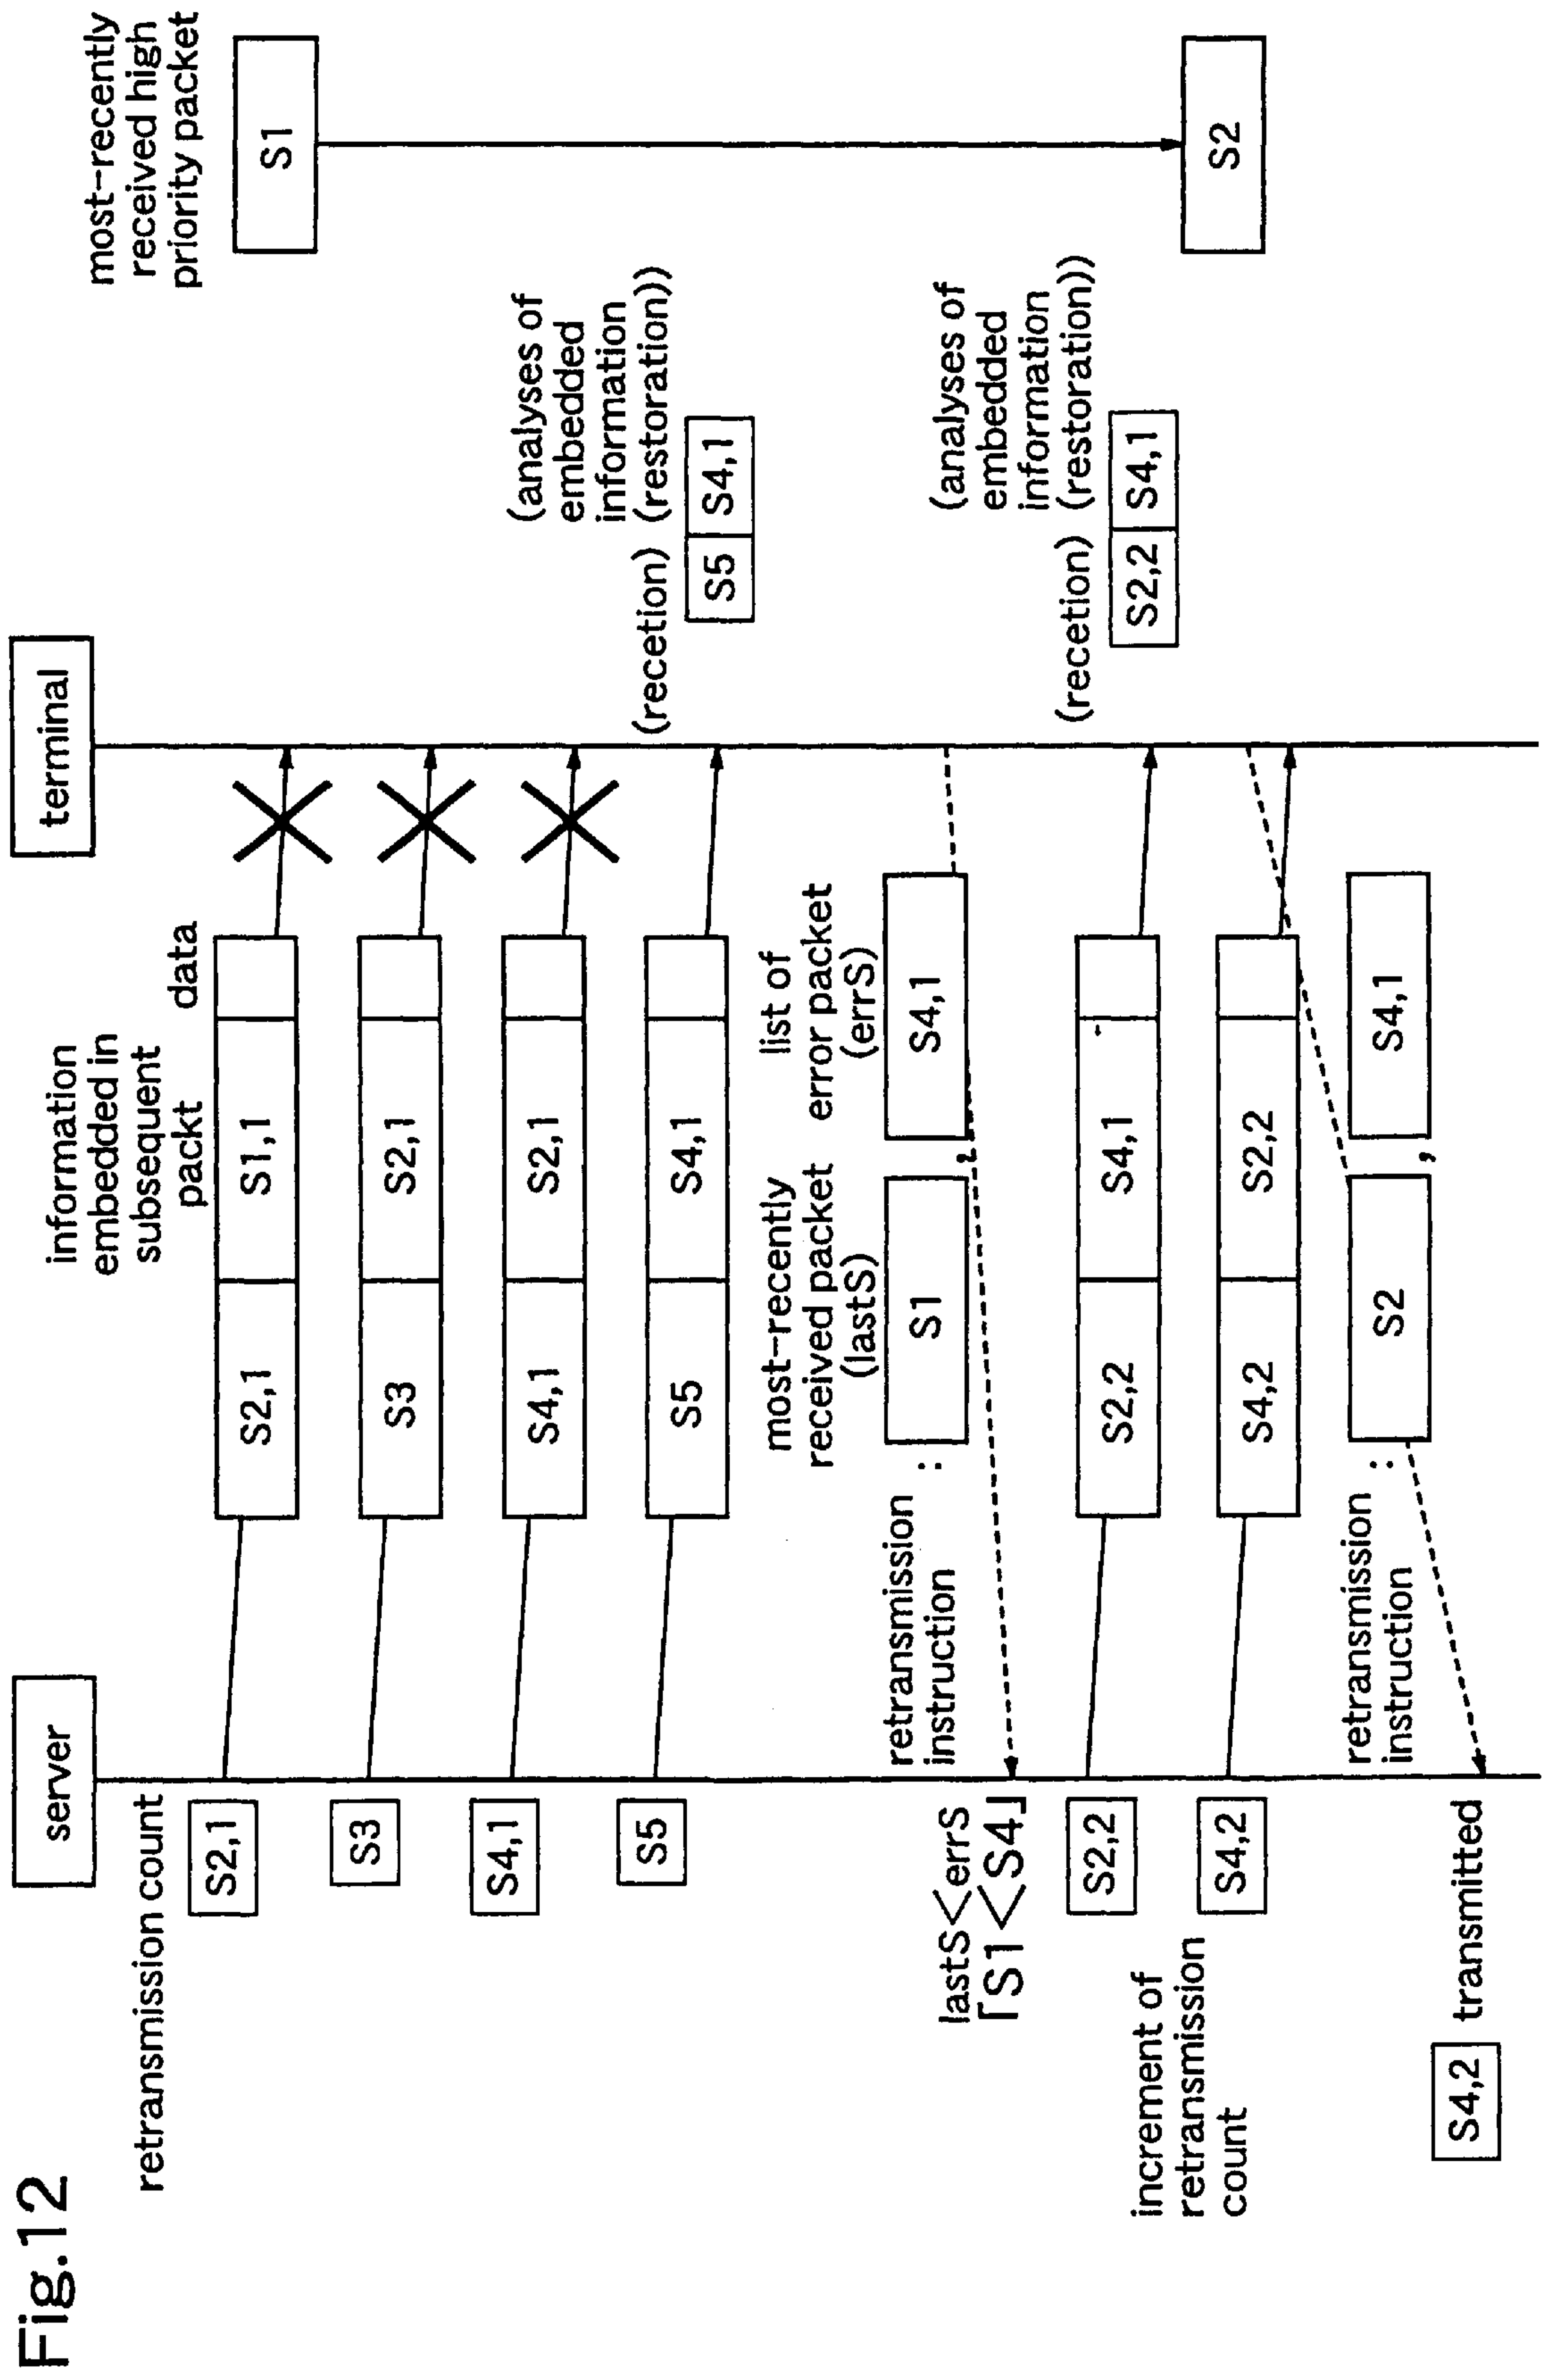 Fig.12
server
terminal
most-recently
received high
priority packet
retransmission count
information
embedded in
subsequent
packt
data
S1
S2,1
S2,1
S1,1
S3
S3
S2,1
S4,1
S4,1
S2,1
S5
S5
S4,1
(recetion)
(analyses of
embedded
information
(restoration))
S5
S4,1
most-recently
received packet
(lastS)
list of
error packet
(errS)
retransmission
instruction
:
S1
,
S4,1
lastS<errS
「S1<S4」
S2,2
S2,2
S4,1
(recetion)
(analyses of
embedded
information
(restoration))
S2,2
S4,1
increment of
retransmission
count
S4,2
S4,2
S2,2
S2
retransmission
instruction
:
S2
,
S4,1
S4,2
transmitted